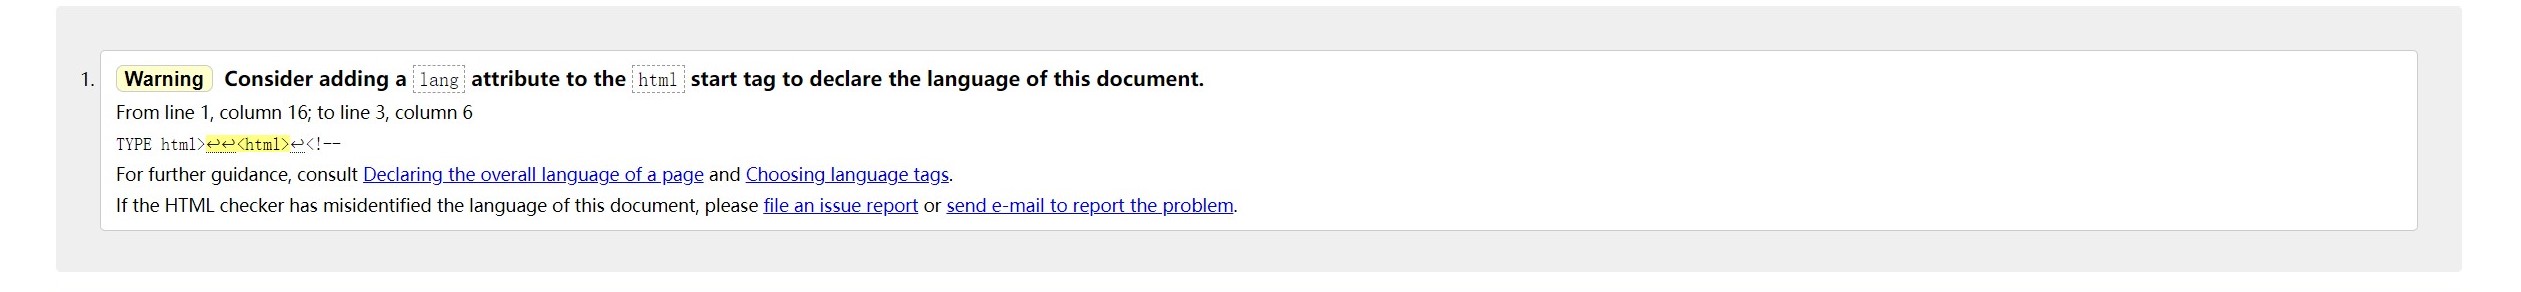 1. Warning Consider adding a lang attribute to the html start tag to declare the language of this document.
From line 1, column 16; to line 3, column 6
TYPE html>↩↩<html>↩<!--
For further guidance, consult Declaring the overall language of a page and Choosing language tags.
If the HTML checker has misidentified the language of this document, please file an issue report or send e-mail to report the problem.